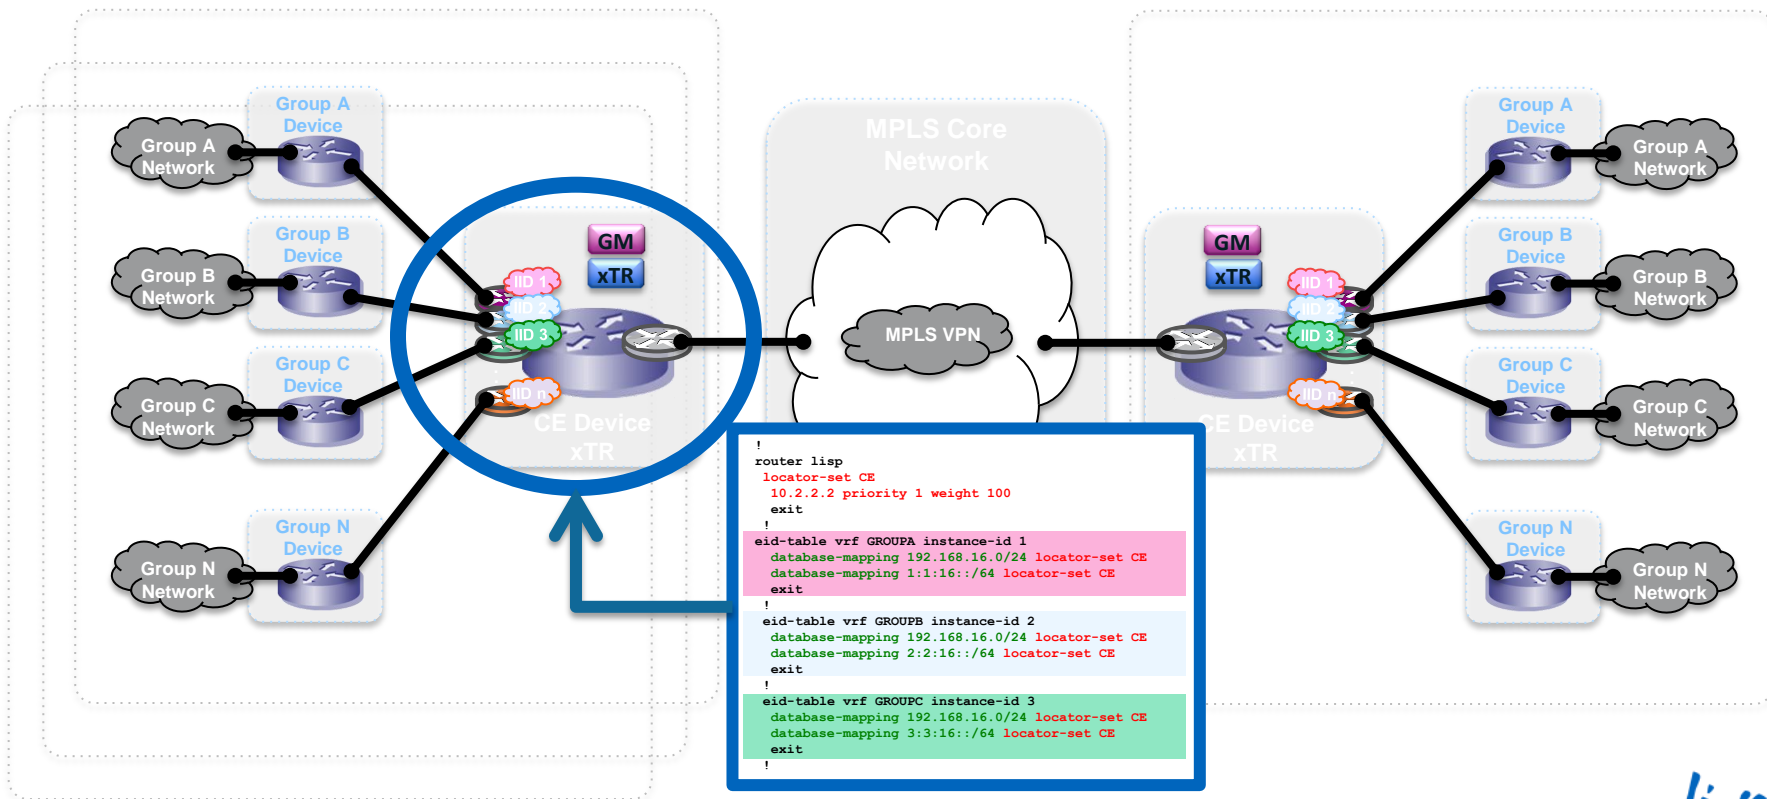 Group A
Device
Group A
Network
Group B
Device
Group B
Network
Group C
Device
Group C
Network
Group N
Device
Group N
Network
GM
xTR
IID 1
IID 2
IID 3
IID n
CE Device
xTR
MPLS Core
Network
MPLS VPN
GM
xTR
IID 1
IID 2
IID 3
IID n
CE Device
xTR
Group A
Device
Group A
Network
Group B
Device
Group B
Network
Group C
Device
Group C
Network
Group N
Device
Group N
Network
!
router lisp
locator-set CE
10.2.2.2 priority 1 weight 100
exit
!
eid-table vrf GROUPA instance-id 1
database-mapping 192.168.16.0/24 locator-set CE
database-mapping 1:1:16::/64 locator-set CE
exit
!
eid-table vrf GROUPB instance-id 2
database-mapping 192.168.16.0/24 locator-set CE
database-mapping 2:2:16::/64 locator-set CE
exit
!
eid-table vrf GROUPC instance-id 3
database-mapping 192.168.16.0/24 locator-set CE
database-mapping 3:3:16::/64 locator-set CE
exit
!